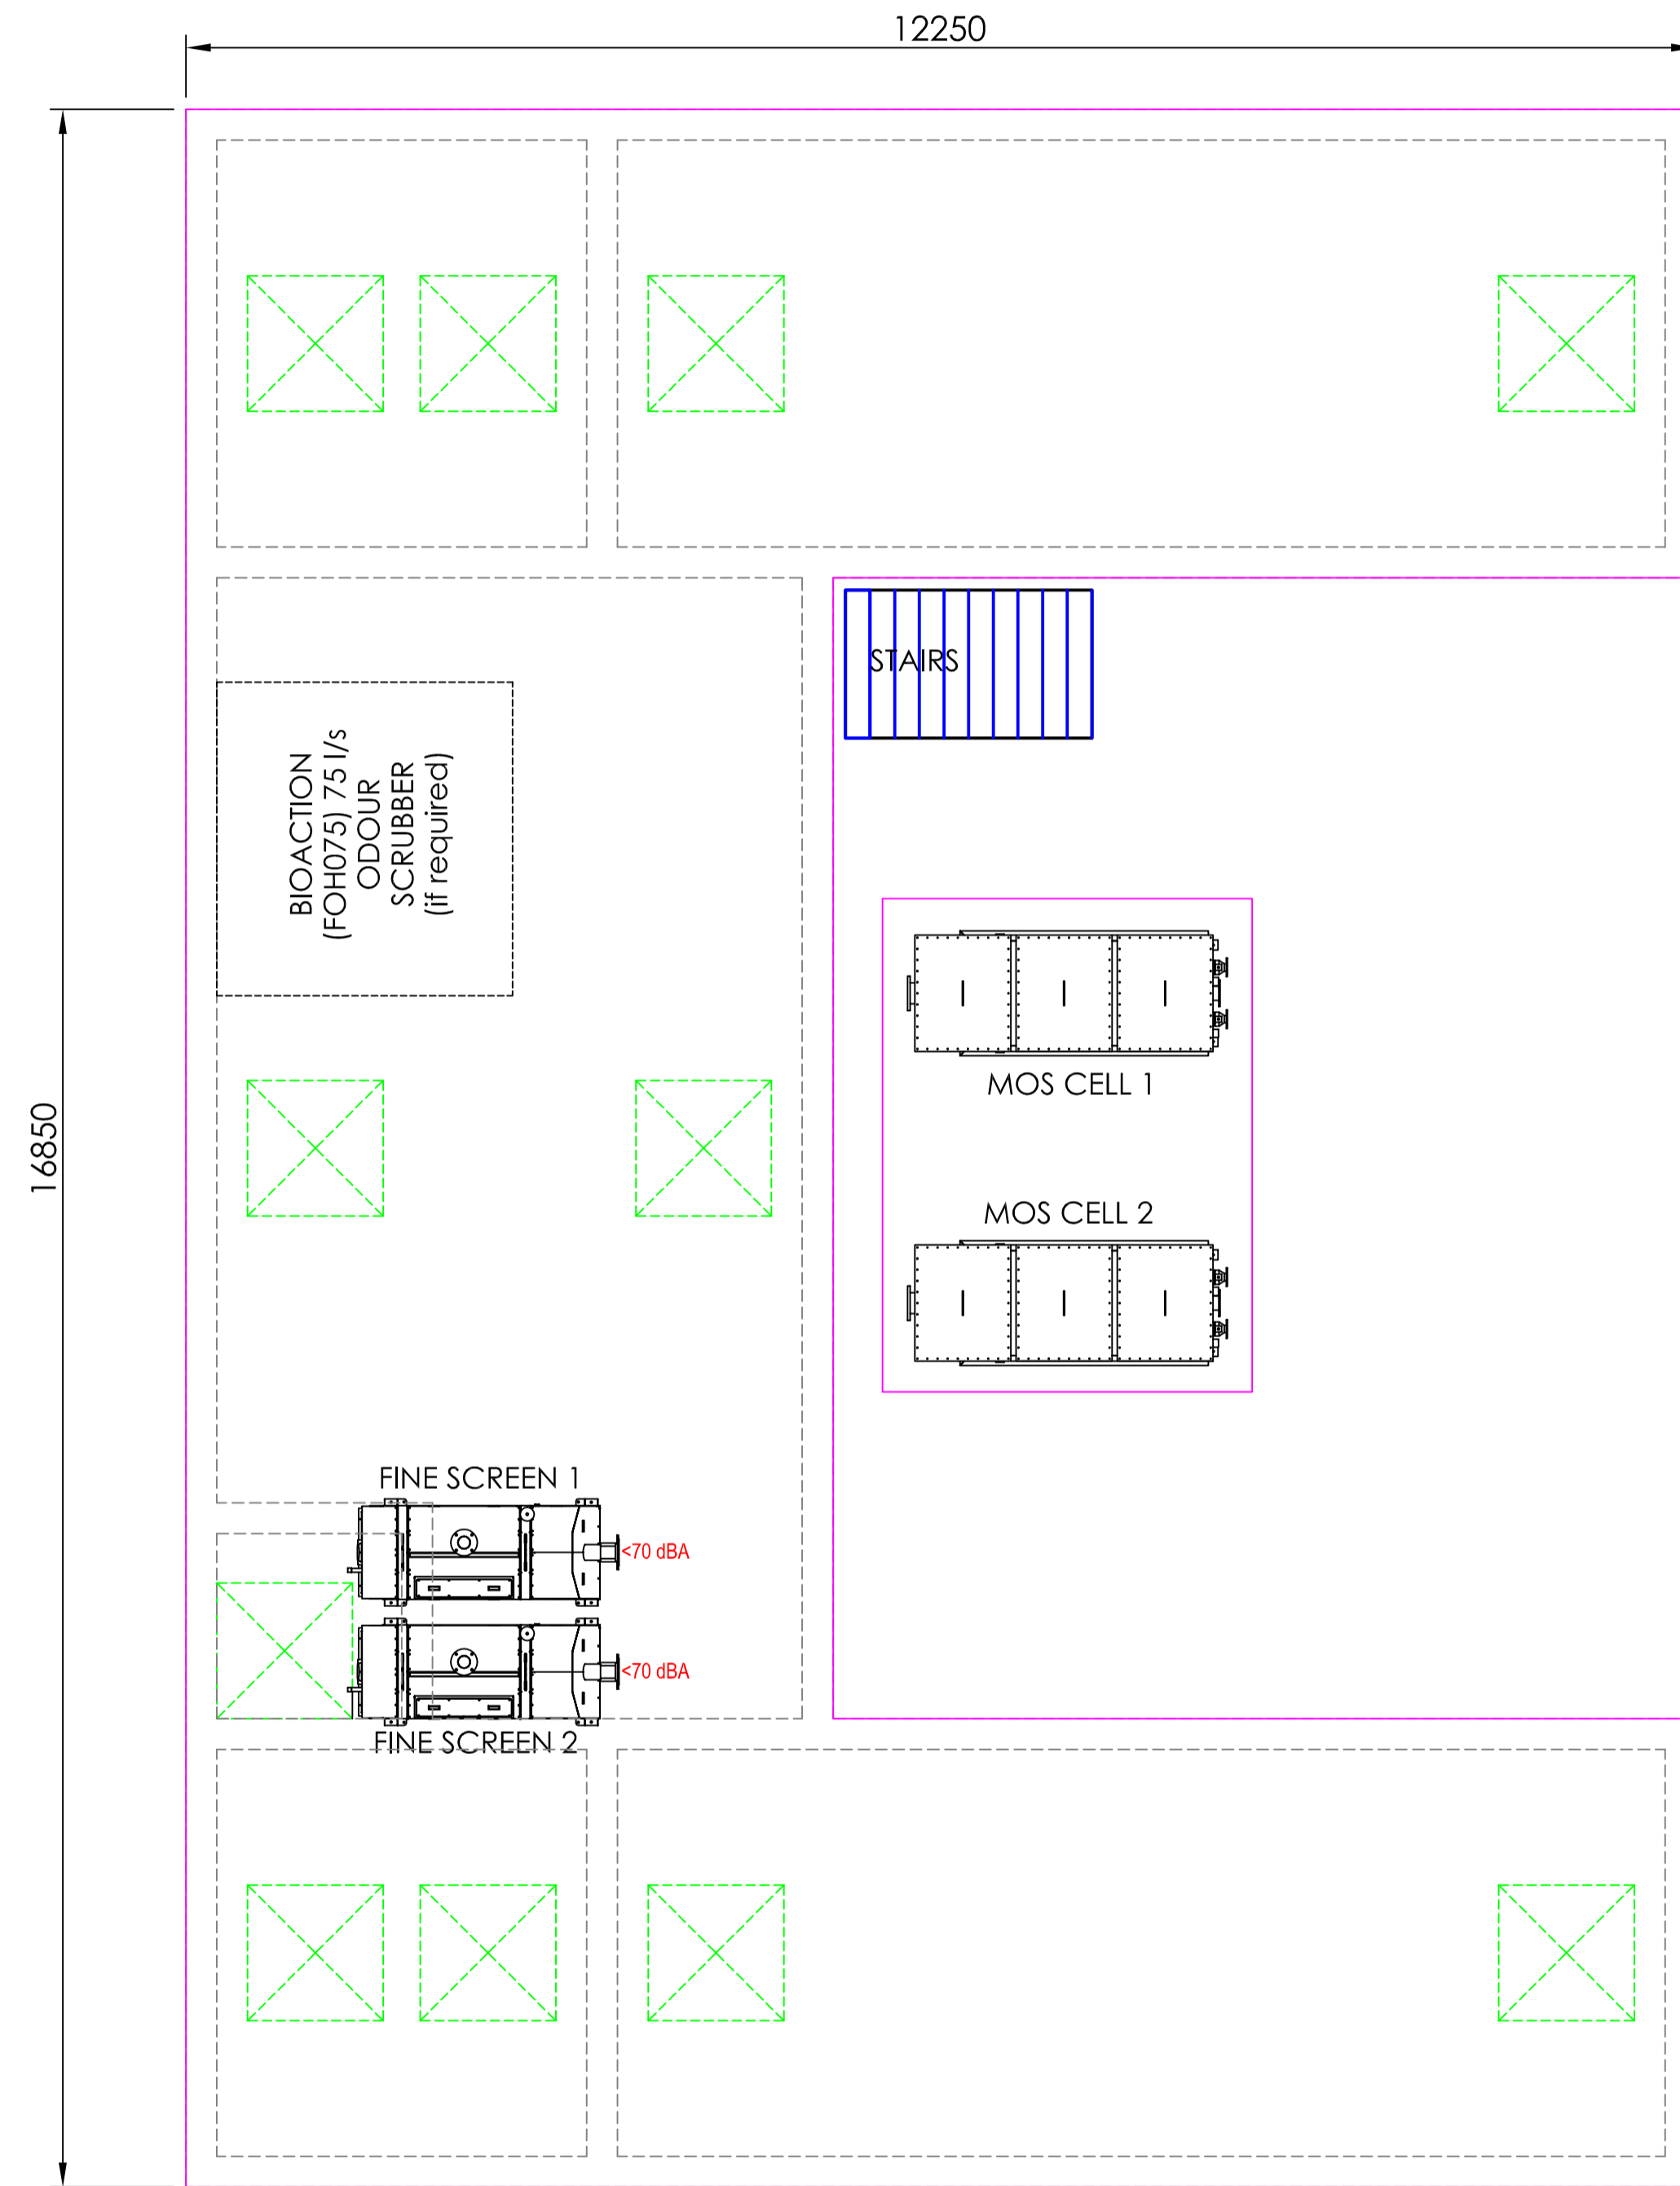 12250
16850
STAIRS
BIOACTION
(FOH075) 75 l/s
ODOUR
SCRUBBER
(if required)
MOS CELL 1
MOS CELL 2
FINE SCREEN 1
<70 dBA
<70 dBA
FINE SCREEN 2